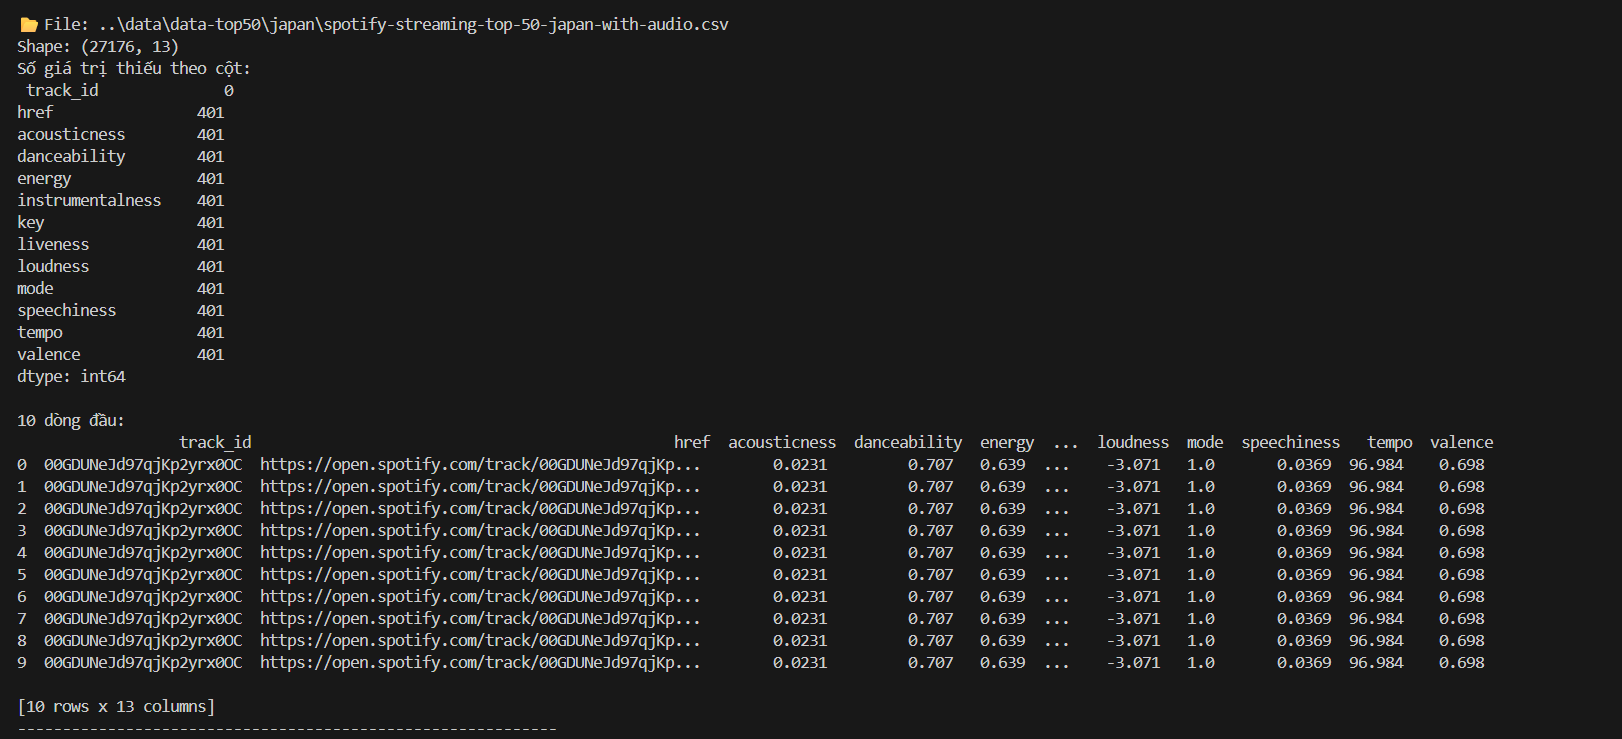 📂 File: ..\data\data-top50\japan\spotify-streaming-top-50-japan-with-audio.csv
Shape: (27176, 13)
Số giá trị thiếu theo cột:
 track_id              0
href                401
acousticness        401
danceability        401
energy              401
instrumentalness    401
key                 401
liveness            401
loudness            401
mode                401
speechiness         401
tempo               401
valence             401
dtype: int64

10 dòng đầu:
                  track_id                                               href  acousticness  danceability  energy  ...  loudness  mode  speechiness   tempo  valence
0  00GDUNeJd97qjKp2yrx0OC  https://open.spotify.com/track/00GDUNeJd97qjKp...        0.0231         0.707   0.639  ...    -3.071   1.0       0.0369  96.984    0.698
1  00GDUNeJd97qjKp2yrx0OC  https://open.spotify.com/track/00GDUNeJd97qjKp...        0.0231         0.707   0.639  ...    -3.071   1.0       0.0369  96.984    0.698
2  00GDUNeJd97qjKp2yrx0OC  https://open.spotify.com/track/00GDUNeJd97qjKp...        0.0231         0.707   0.639  ...    -3.071   1.0       0.0369  96.984    0.698
3  00GDUNeJd97qjKp2yrx0OC  https://open.spotify.com/track/00GDUNeJd97qjKp...        0.0231         0.707   0.639  ...    -3.071   1.0       0.0369  96.984    0.698
4  00GDUNeJd97qjKp2yrx0OC  https://open.spotify.com/track/00GDUNeJd97qjKp...        0.0231         0.707   0.639  ...    -3.071   1.0       0.0369  96.984    0.698
5  00GDUNeJd97qjKp2yrx0OC  https://open.spotify.com/track/00GDUNeJd97qjKp...        0.0231         0.707   0.639  ...    -3.071   1.0       0.0369  96.984    0.698
6  00GDUNeJd97qjKp2yrx0OC  https://open.spotify.com/track/00GDUNeJd97qjKp...        0.0231         0.707   0.639  ...    -3.071   1.0       0.0369  96.984    0.698
7  00GDUNeJd97qjKp2yrx0OC  https://open.spotify.com/track/00GDUNeJd97qjKp...        0.0231         0.707   0.639  ...    -3.071   1.0       0.0369  96.984    0.698
8  00GDUNeJd97qjKp2yrx0OC  https://open.spotify.com/track/00GDUNeJd97qjKp...        0.0231         0.707   0.639  ...    -3.071   1.0       0.0369  96.984    0.698
9  00GDUNeJd97qjKp2yrx0OC  https://open.spotify.com/track/00GDUNeJd97qjKp...        0.0231         0.707   0.639  ...    -3.071   1.0       0.0369  96.984    0.698

[10 rows x 13 columns]
------------------------------------------------------------